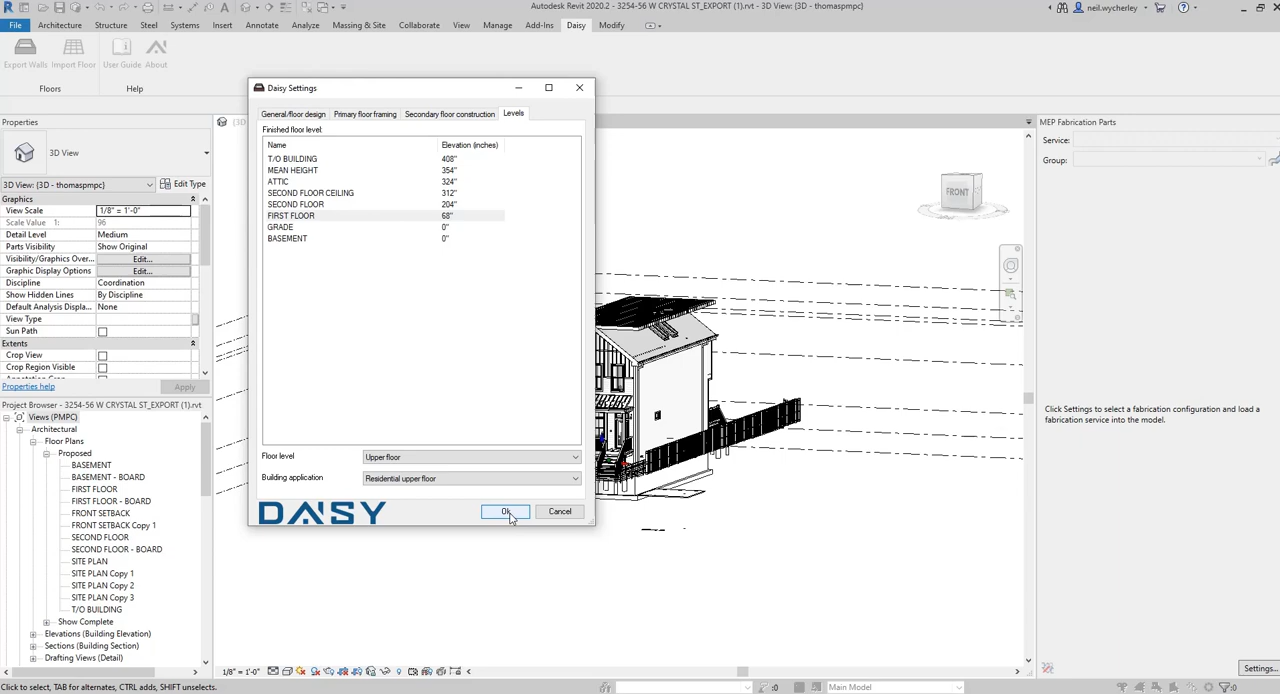 Autodesk Revit 2020.2 - 3254-56 W CRYSTAL ST_EXPORT (1).rvt - 3D View: {3D - thomaspmpc}
neil.wycherley
File Architecture Structure Steel Systems Insert Annotate Analyze Massing & Site Collaborate View Manage Add-Ins Daisy Modify
Export Walls Import Floor User Guide About
Floors Help
Properties
3D View
3D View: {3D - thomaspmpc} Edit Type
Graphics
View Scale 1/8" = 1'-0"
Scale Value 1: 96
Detail Level Medium
Parts Visibility Show Original
Visibility/Graphics Over... Edit...
Graphic Display Options Edit...
Discipline Coordination
Show Hidden Lines By Discipline
Default Analysis Displa... None
View Type
Sun Path
Extents
Crop View
Crop Region Visible
Properties help Apply
Project Browser - 3254-56 W CRYSTAL ST_EXPORT (1).rvt
Views (PMPC)
Architectural
Floor Plans
Proposed
BASEMENT
BASEMENT - BOARD
FIRST FLOOR
FIRST FLOOR - BOARD
FRONT SETBACK
FRONT SETBACK Copy 1
SECOND FLOOR
SECOND FLOOR - BOARD
SITE PLAN
SITE PLAN Copy 1
SITE PLAN Copy 2
SITE PLAN Copy 3
T/O BUILDING
Show Complete
Elevations (Building Elevation)
Sections (Building Section)
Drafting Views (Detail)
Daisy Settings
General/floor design Primary floor framing Secondary floor construction Levels
Finished floor level:
Name Elevation (inches)
T/O BUILDING 408"
MEAN HEIGHT 354"
ATTIC 324"
SECOND FLOOR CEILING 312"
SECOND FLOOR 204"
FIRST FLOOR 68"
GRADE 0"
BASEMENT 0"
Floor level Upper floor
Building application Residential upper floor
DAISY Ok Cancel
FRONT
MEP Fabrication Parts
Service:
Group:
Click Settings to select a fabrication configuration and load a
fabrication service into the model.
Settings...
1/8" = 1'-0"
Click to select, TAB for alternates, CTRL adds, SHIFT unselects.
:0 Main Model :0